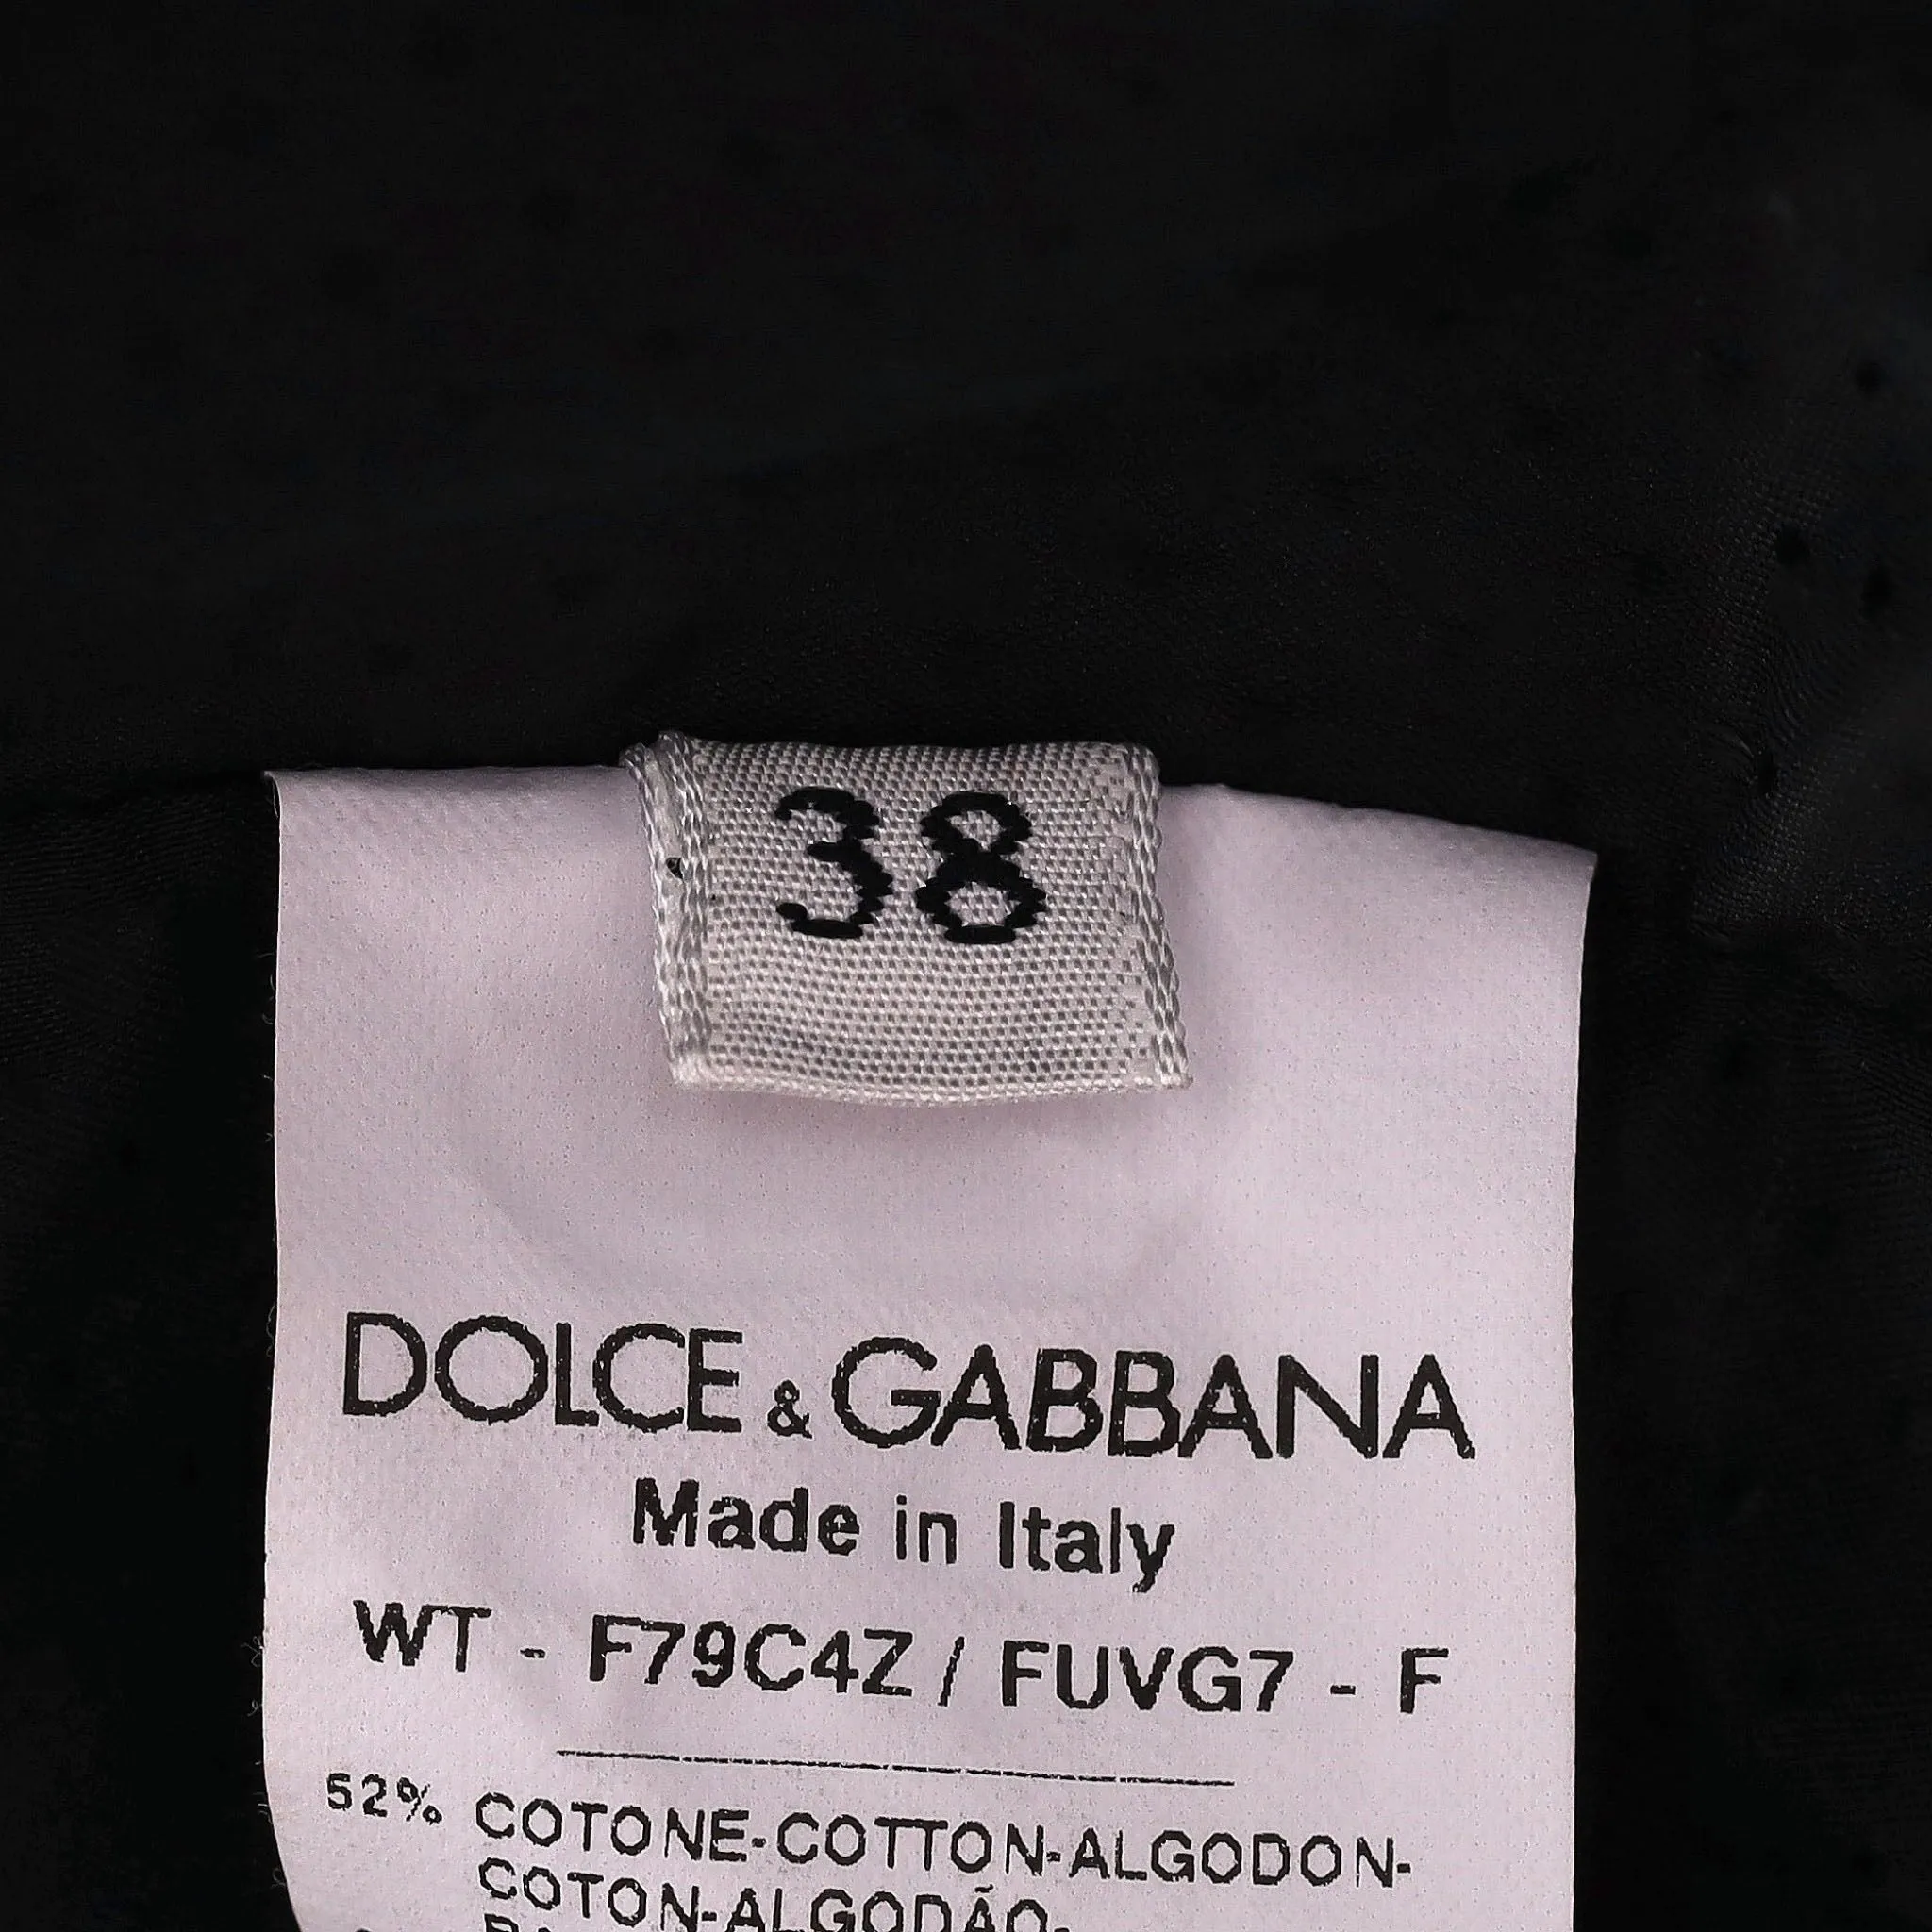 38
DOLCE & GABBANA
Made in Italy
WT - F79C4Z / FUVG7 - F
52% COTONE-COTTON-ALGODON-
COTON-ALGODÃO-